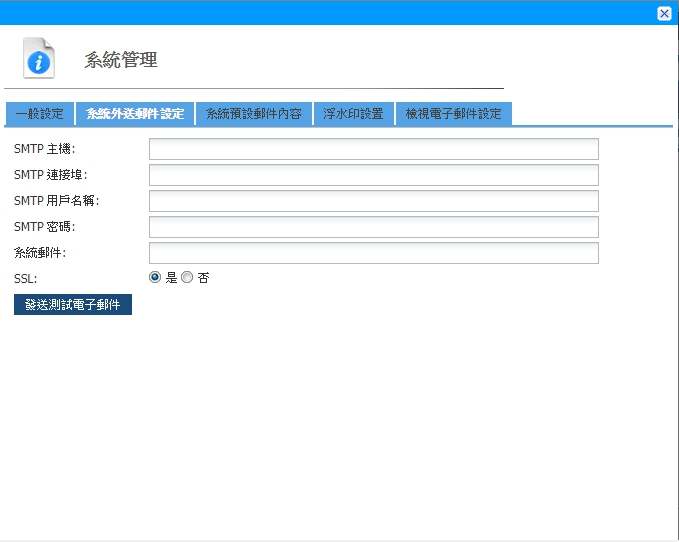 系統管理
一般設定 系統外送郵件設定 系統預設郵件內容 浮水印設置 檢視電子郵件設定
SMTP 主機:
SMTP 連接埠:
SMTP 用戶名稱:
SMTP 密碼:
系統郵件:
SSL: 是 否
發送測試電子郵件